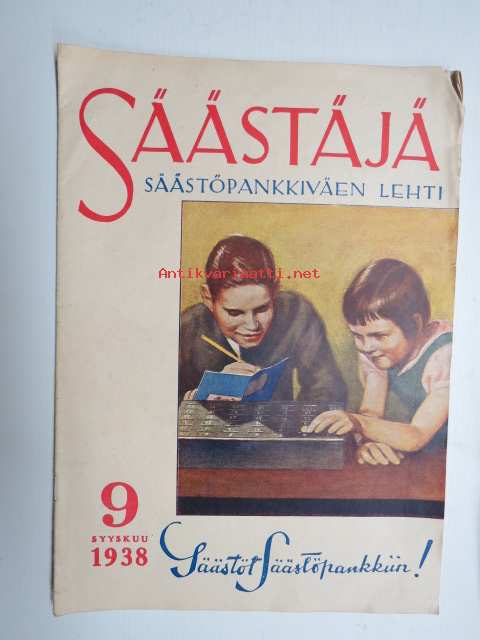 SÄÄSTÄJÄ
SÄÄSTÖPANKKIVÄEN LEHTI
Antikvariaatti.net
9
SYYSKUU
1938
Säästöt Säästöpankkiin!